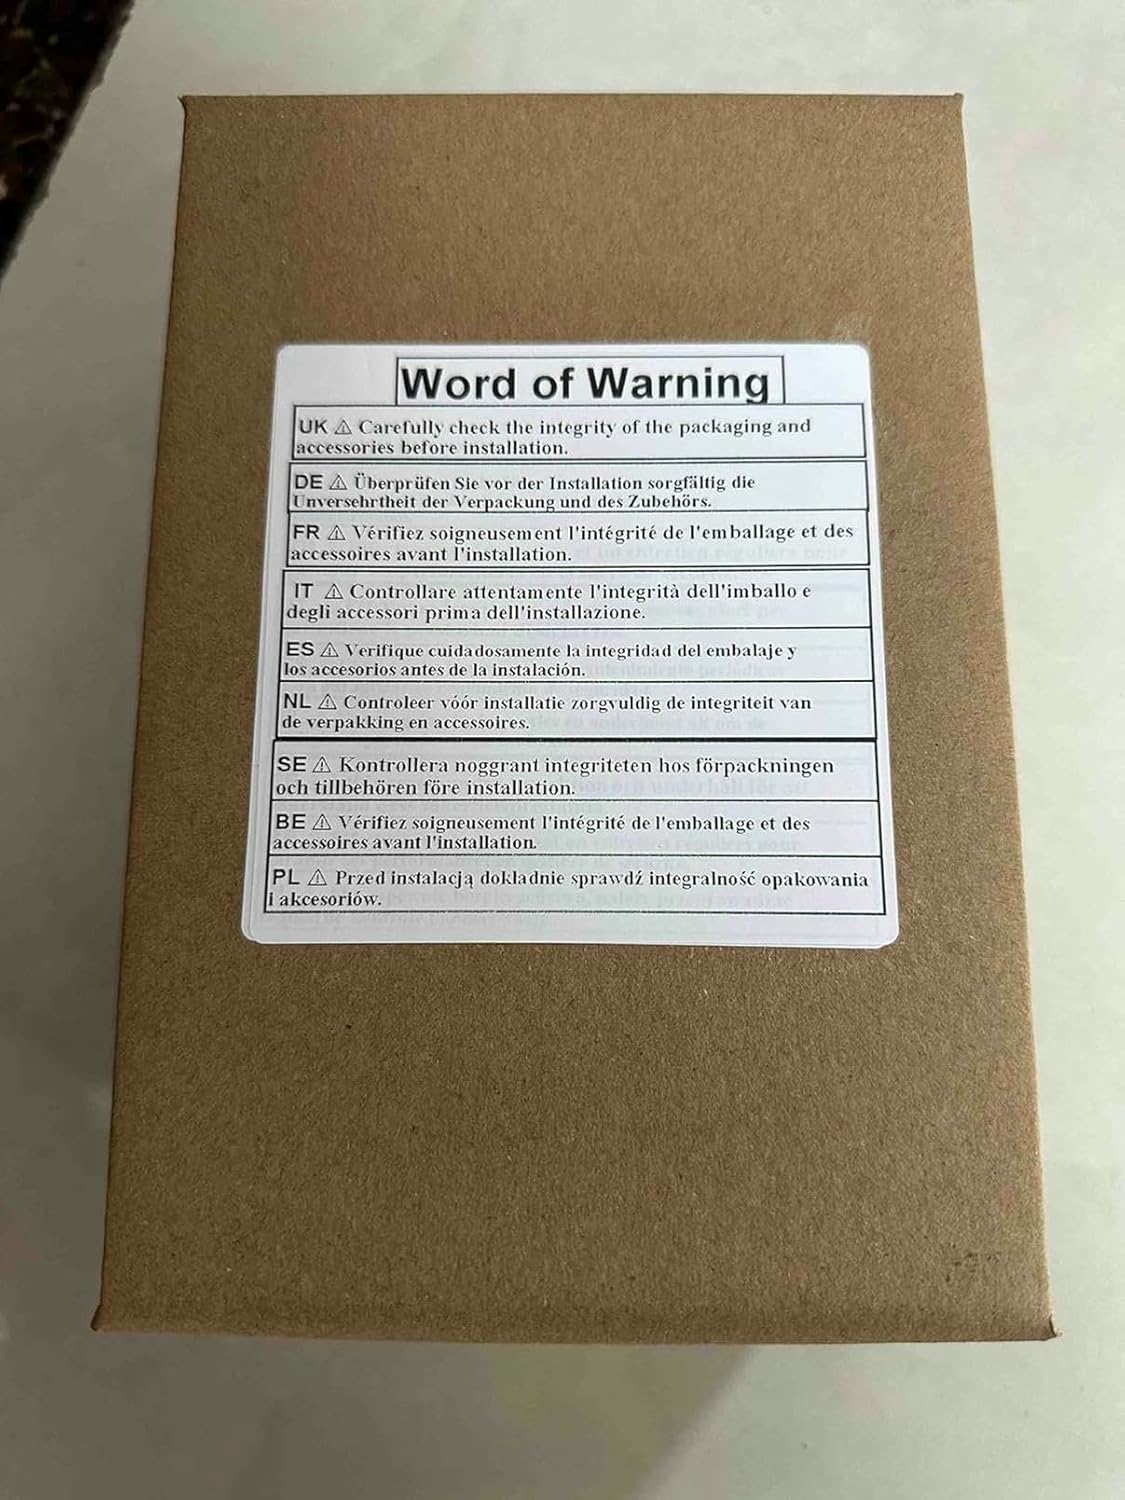 Word of Warning
UK ⚠ Carefully check the integrity of the packaging and
accessories before installation.
DE ⚠ Überprüfen Sie vor der Installation sorgfältig die
Unversehrtheit der Verpackung und des Zubehörs.
FR ⚠ Vérifiez soigneusement l'intégrité de l'emballage et des
accessoires avant l'installation.
IT ⚠ Controllare attentamente l'integrità dell'imballo e
degli accessori prima dell'installazione.
ES ⚠ Verifique cuidadosamente la integridad del embalaje y
los accesorios antes de la instalación.
NL ⚠ Controleer vóór installatie zorgvuldig de integriteit van
de verpakking en accessoires.
SE ⚠ Kontrollera noggrant integriteten hos förpackningen
och tillbehören före installation.
BE ⚠ Vérifiez soigneusement l'intégrité de l'emballage et des
accessoires avant l'installation.
PL ⚠ Przed instalacją dokładnie sprawdź integralność opakowania
i akcesoriów.